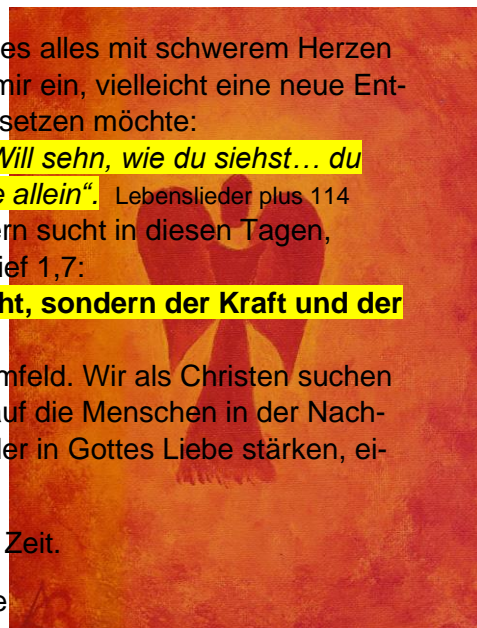 es alles mit schwerem Herzen
mir ein, vielleicht eine neue Ent-
setzen möchte:
Will sehn, wie du siehst… du
e allein“. Lebenslieder plus 114
ern sucht in diesen Tagen,
ief 1,7:
ht, sondern der Kraft und der
mfeld. Wir als Christen suchen
auf die Menschen in der Nach-
der in Gottes Liebe stärken, ei-
Zeit.
e